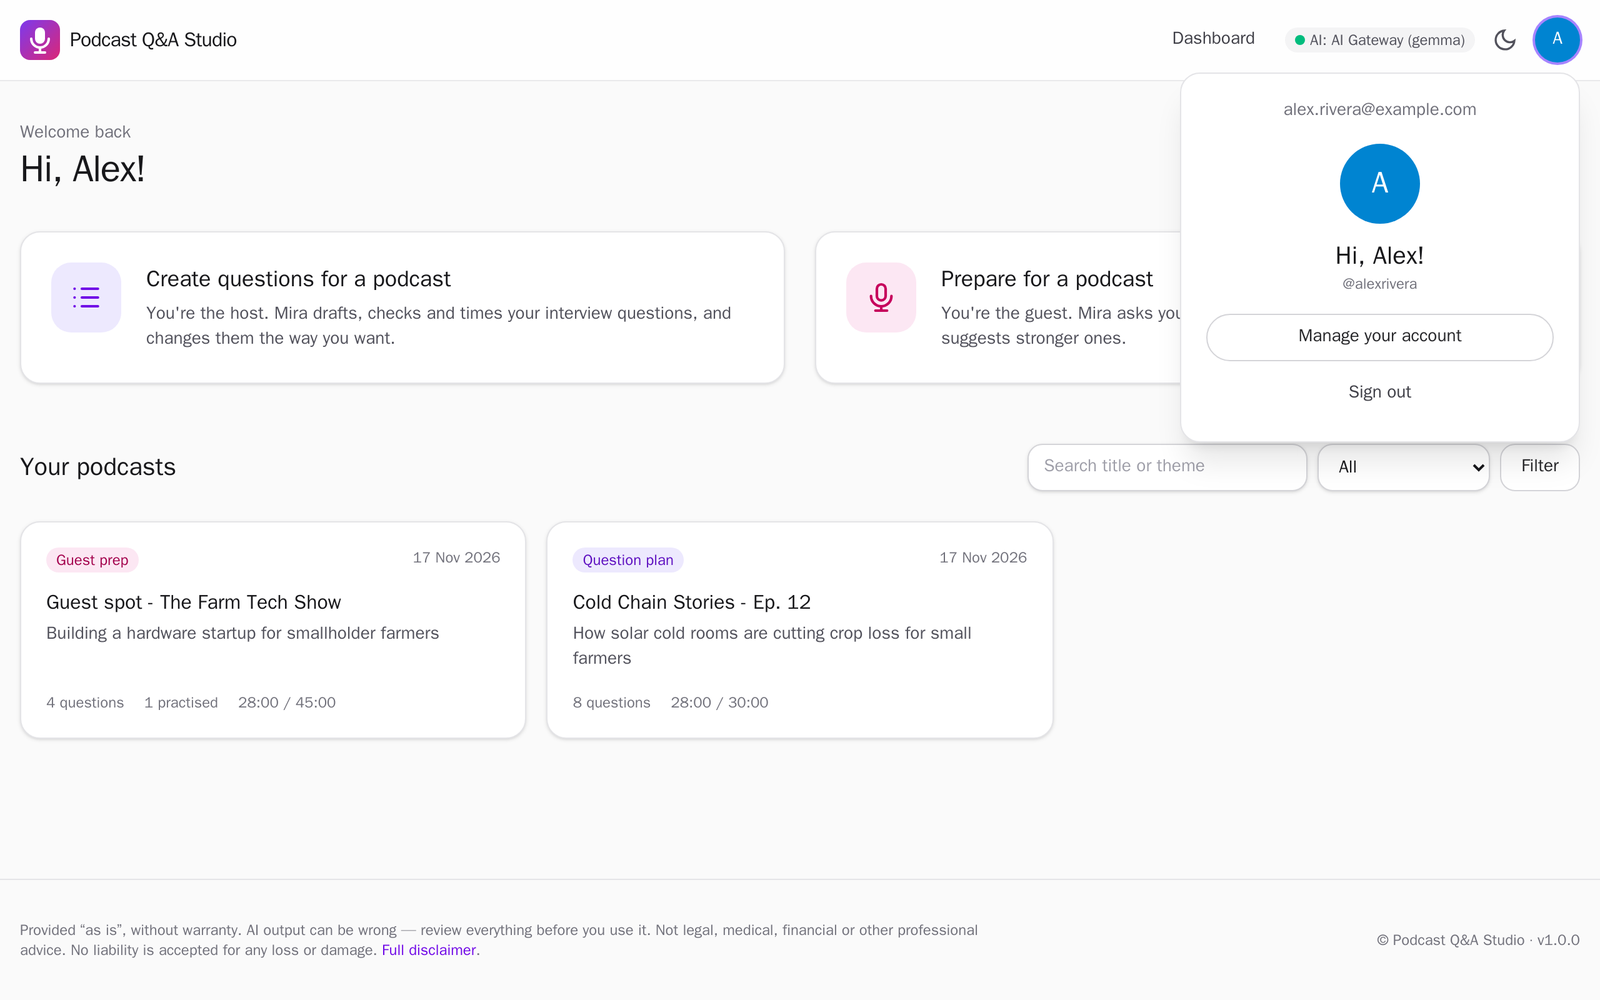 Podcast Q&A Studio
Dashboard
AI: AI Gateway (gemma)
A
alex.rivera@example.com
A
Hi, Alex!
@alexrivera
Manage your account
Sign out
Welcome back
Hi, Alex!
Create questions for a podcast
You're the host. Mira drafts, checks and times your interview questions, and
changes them the way you want.
Prepare for a podcast
You're the guest. Mira asks you
suggests stronger ones.
Your podcasts
Search title or theme
All
Filter
Guest prep
17 Nov 2026
Guest spot - The Farm Tech Show
Building a hardware startup for smallholder farmers
4 questions 1 practised 28:00 / 45:00
Question plan
17 Nov 2026
Cold Chain Stories - Ep. 12
How solar cold rooms are cutting crop loss for small
farmers
8 questions 28:00 / 30:00
Provided “as is”, without warranty. AI output can be wrong — review everything before you use it. Not legal, medical, financial or other professional
advice. No liability is accepted for any loss or damage. Full disclaimer.
© Podcast Q&A Studio · v1.0.0